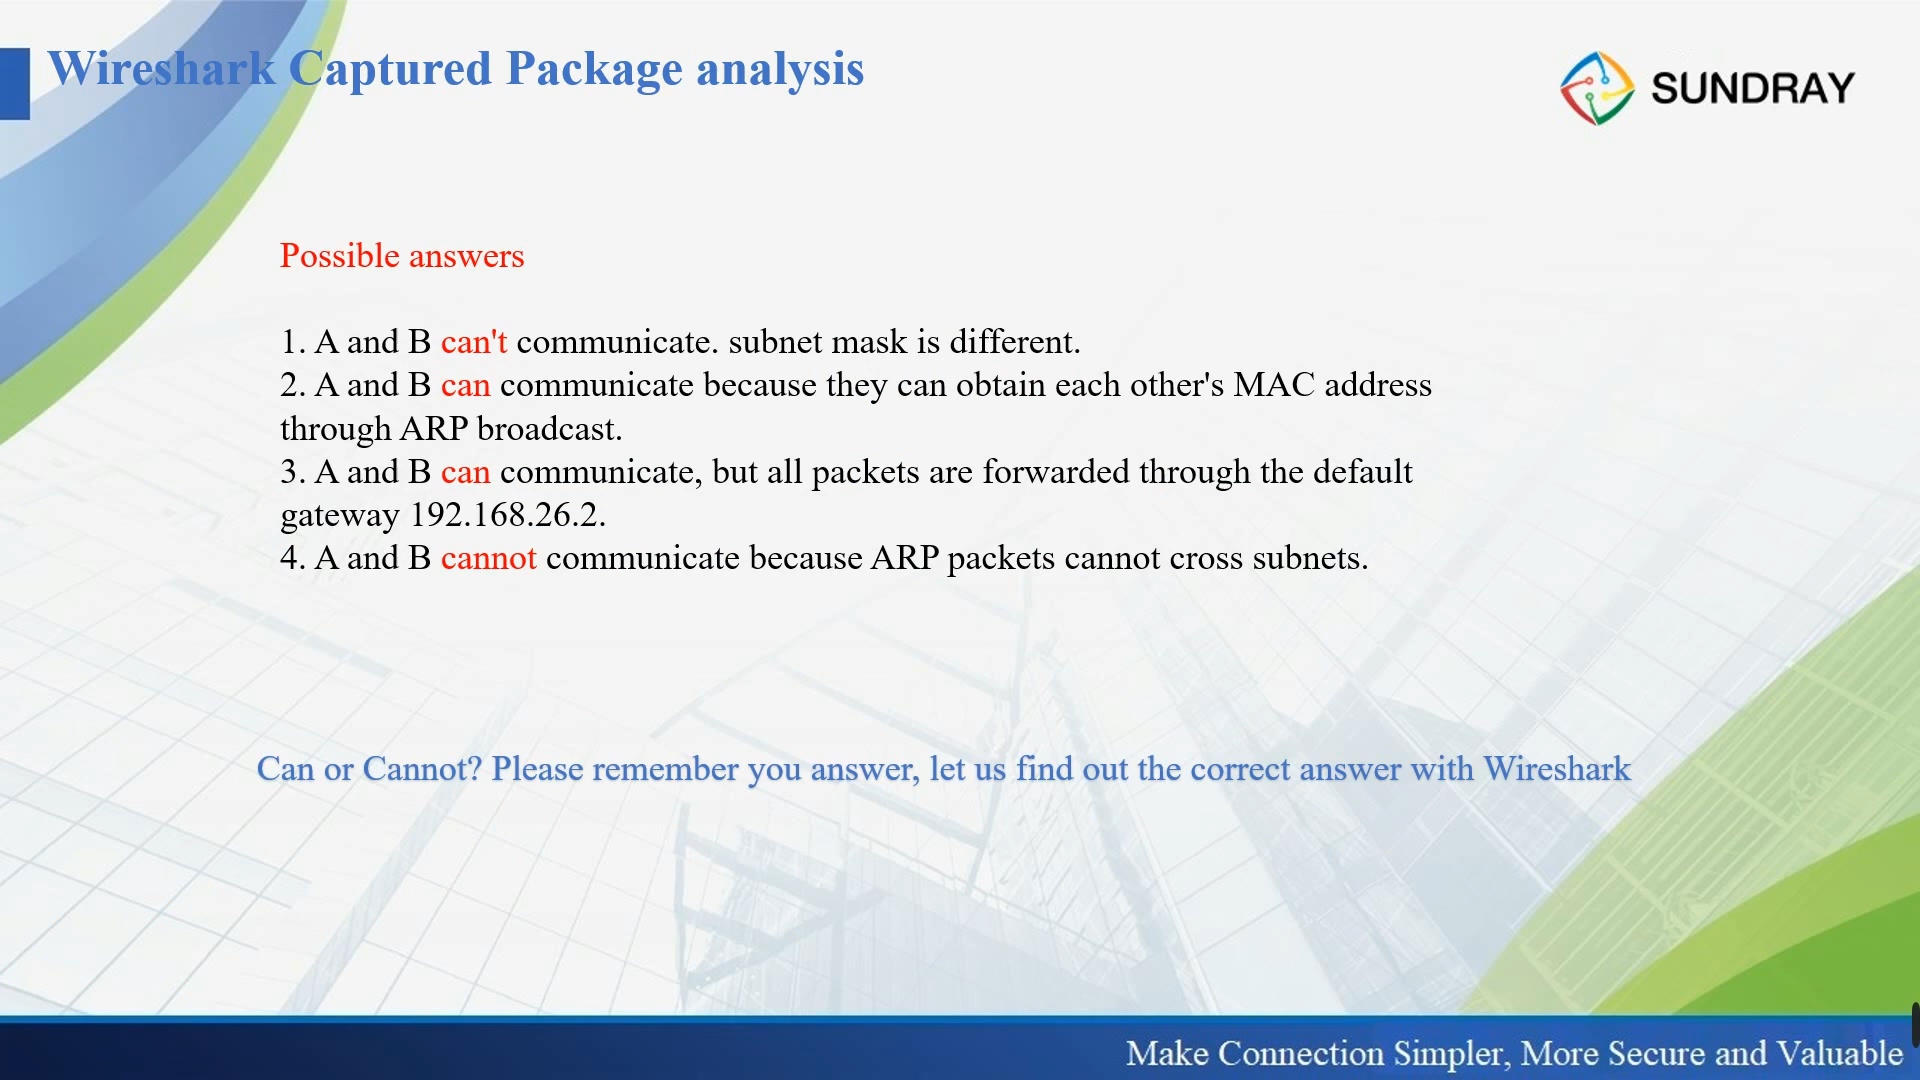 Wireshark Captured Package analysis
SUNDRAY
Possible answers
1. A and B can't communicate. subnet mask is different.
2. A and B can communicate because they can obtain each other's MAC address
through ARP broadcast.
3. A and B can communicate, but all packets are forwarded through the default
gateway 192.168.26.2.
4. A and B cannot communicate because ARP packets cannot cross subnets.
Can or Cannot? Please remember you answer, let us find out the correct answer with Wireshark
Make Connection Simpler, More Secure and Valuable